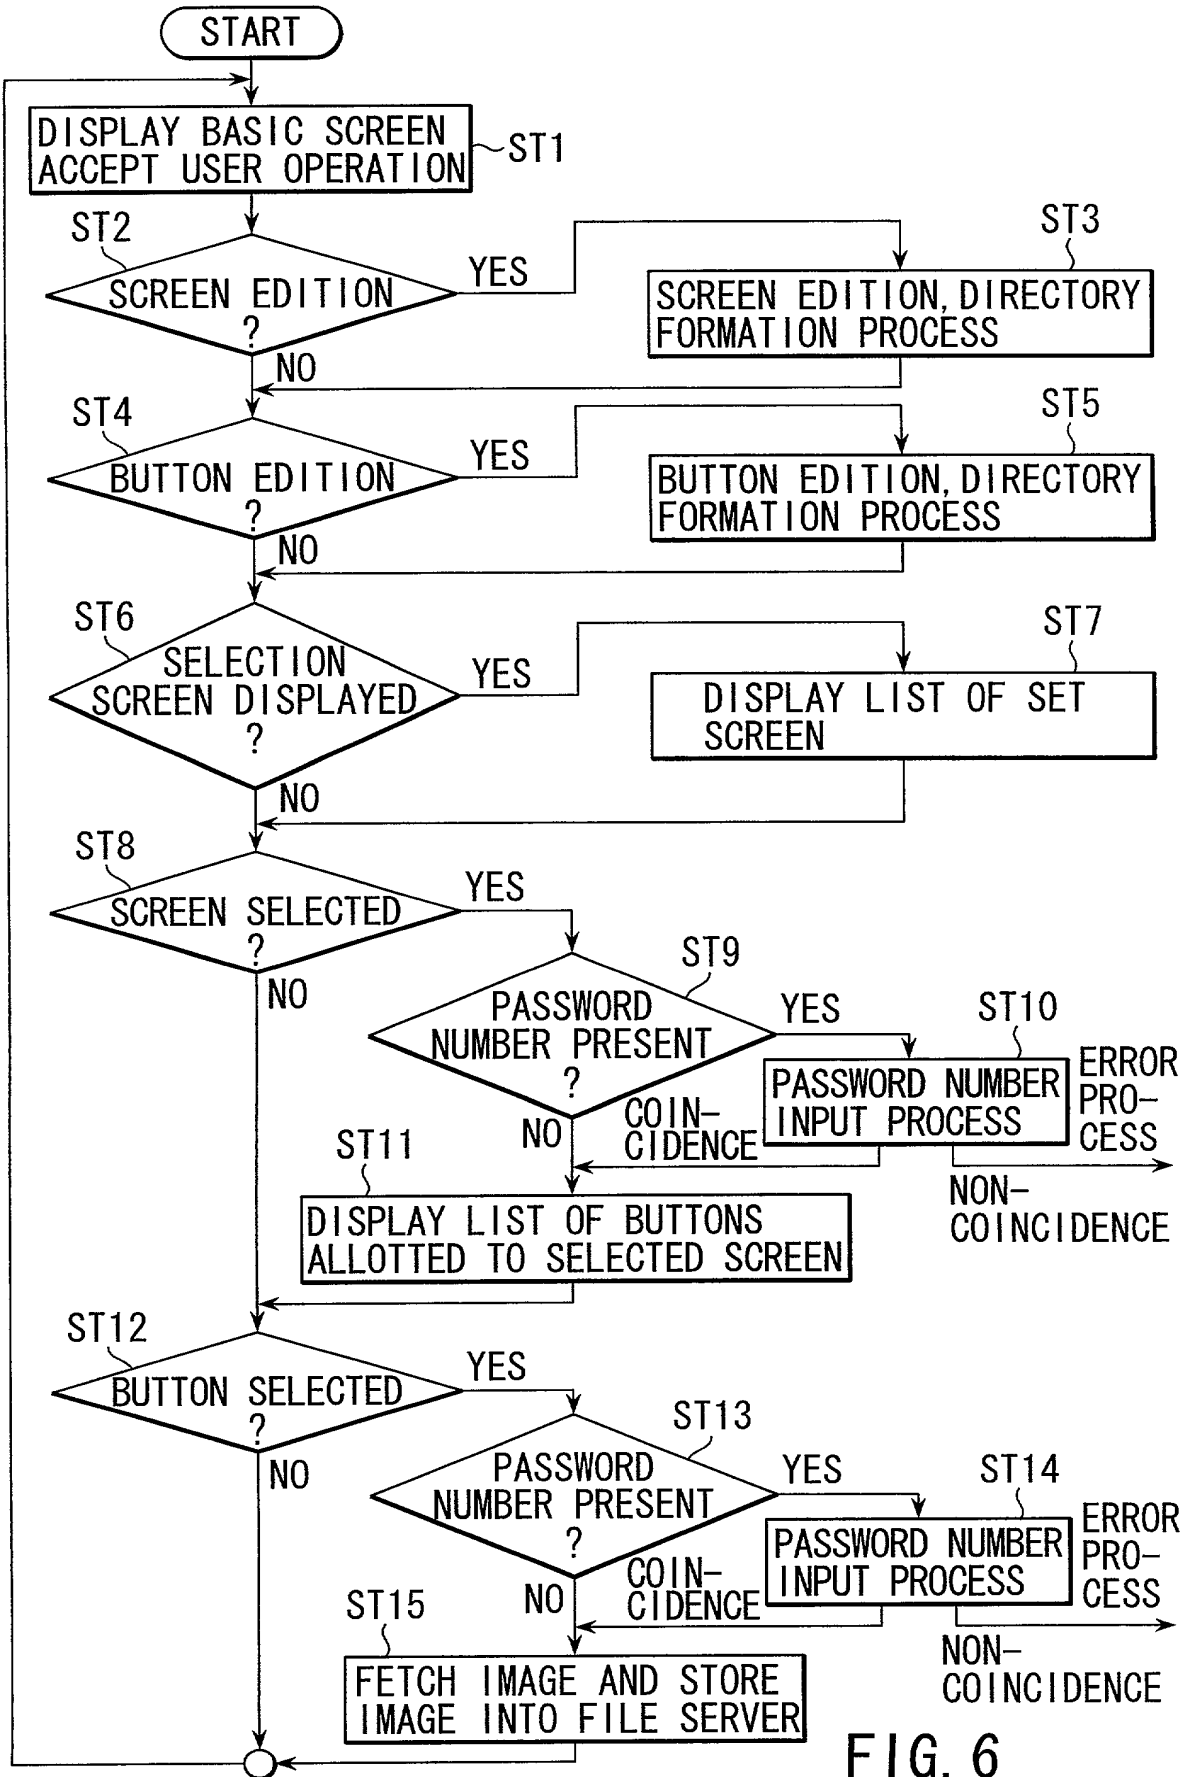 START
DISPLAY BASIC SCREEN
ACCEPT USER OPERATION
ST1
ST2
SCREEN EDITION
?
YES
NO
ST3
SCREEN EDITION, DIRECTORY
FORMATION PROCESS
ST4
BUTTON EDITION
?
YES
NO
ST5
BUTTON EDITION, DIRECTORY
FORMATION PROCESS
ST6
SELECTION
SCREEN DISPLAYED
?
YES
NO
ST7
DISPLAY LIST OF SET
SCREEN
ST8
SCREEN SELECTED
?
YES
NO
ST9
PASSWORD
NUMBER PRESENT
?
YES
NO
ST10
PASSWORD NUMBER
INPUT PROCESS
COIN-
CIDENCE
ERROR
PRO-
CESS
NON-
COINCIDENCE
ST11
DISPLAY LIST OF BUTTONS
ALLOTTED TO SELECTED SCREEN
ST12
BUTTON SELECTED
?
YES
NO
ST13
PASSWORD
NUMBER PRESENT
?
YES
NO
ST14
PASSWORD NUMBER
INPUT PROCESS
COIN-
CIDENCE
ERROR
PRO-
CESS
NON-
COINCIDENCE
ST15
FETCH IMAGE AND STORE
IMAGE INTO FILE SERVER
FIG. 6